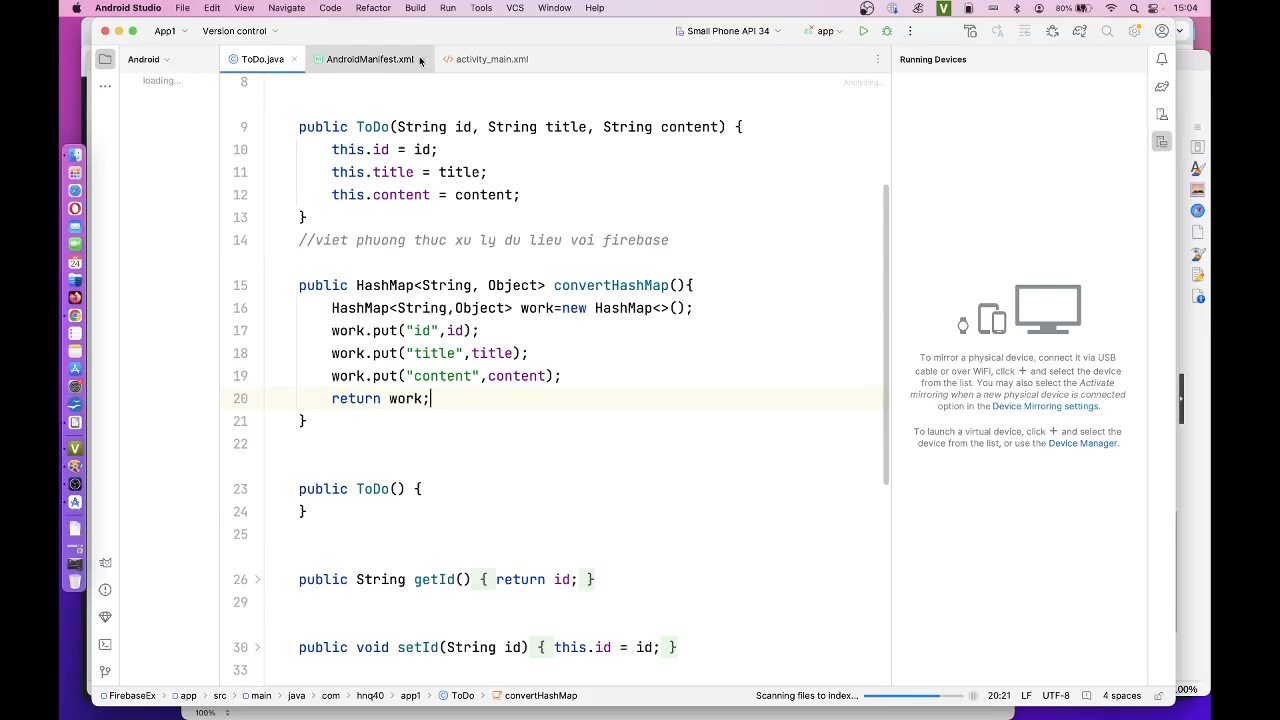 Android Studio File Edit View Navigate Code Refactor Build Run Tools VCS Window Help 80% 15:04
App1 Version control Small Phone API 34 app
Android ToDo.java AndroidManifest.xml activity_main.xml Running Devices
loading...
Analyzing...
8
9 public ToDo(String id, String title, String content) {
10 this.id = id;
11 this.title = title;
12 this.content = content;
13 }
14 //viet phuong thuc xu ly du lieu voi firebase
15 public HashMap<String, Object> convertHashMap(){
16 HashMap<String,Object> work=new HashMap<>();
17 work.put("id",id);
18 work.put("title",title);
19 work.put("content",content);
20 return work;
21 }
22
23 public ToDo() {
24 }
25
26 public String getId() { return id; }
29
30 public void setId(String id) { this.id = id; }
33
To mirror a physical device, connect it via USB
cable or over WiFi, click + and select the device
from the list. You may also select the Activate
mirroring when a new physical device is connected
option in the Device Mirroring settings.
To launch a virtual device, click + and select the
device from the list, or use the Device Manager.
FirebaseEx app src main java com hnq40 app1 ToDo convertHashMap Scanning files to index... 20:21 LF UTF-8 4 spaces
100%